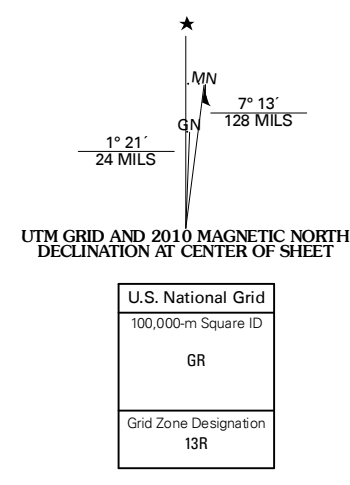 MN
7° 13´
128 MILS
GN
1° 21´
24 MILS
UTM GRID AND 2010 MAGNETIC NORTH
DECLINATION AT CENTER OF SHEET
U.S. National Grid
100,000-m Square ID
GR
Grid Zone Designation
13R